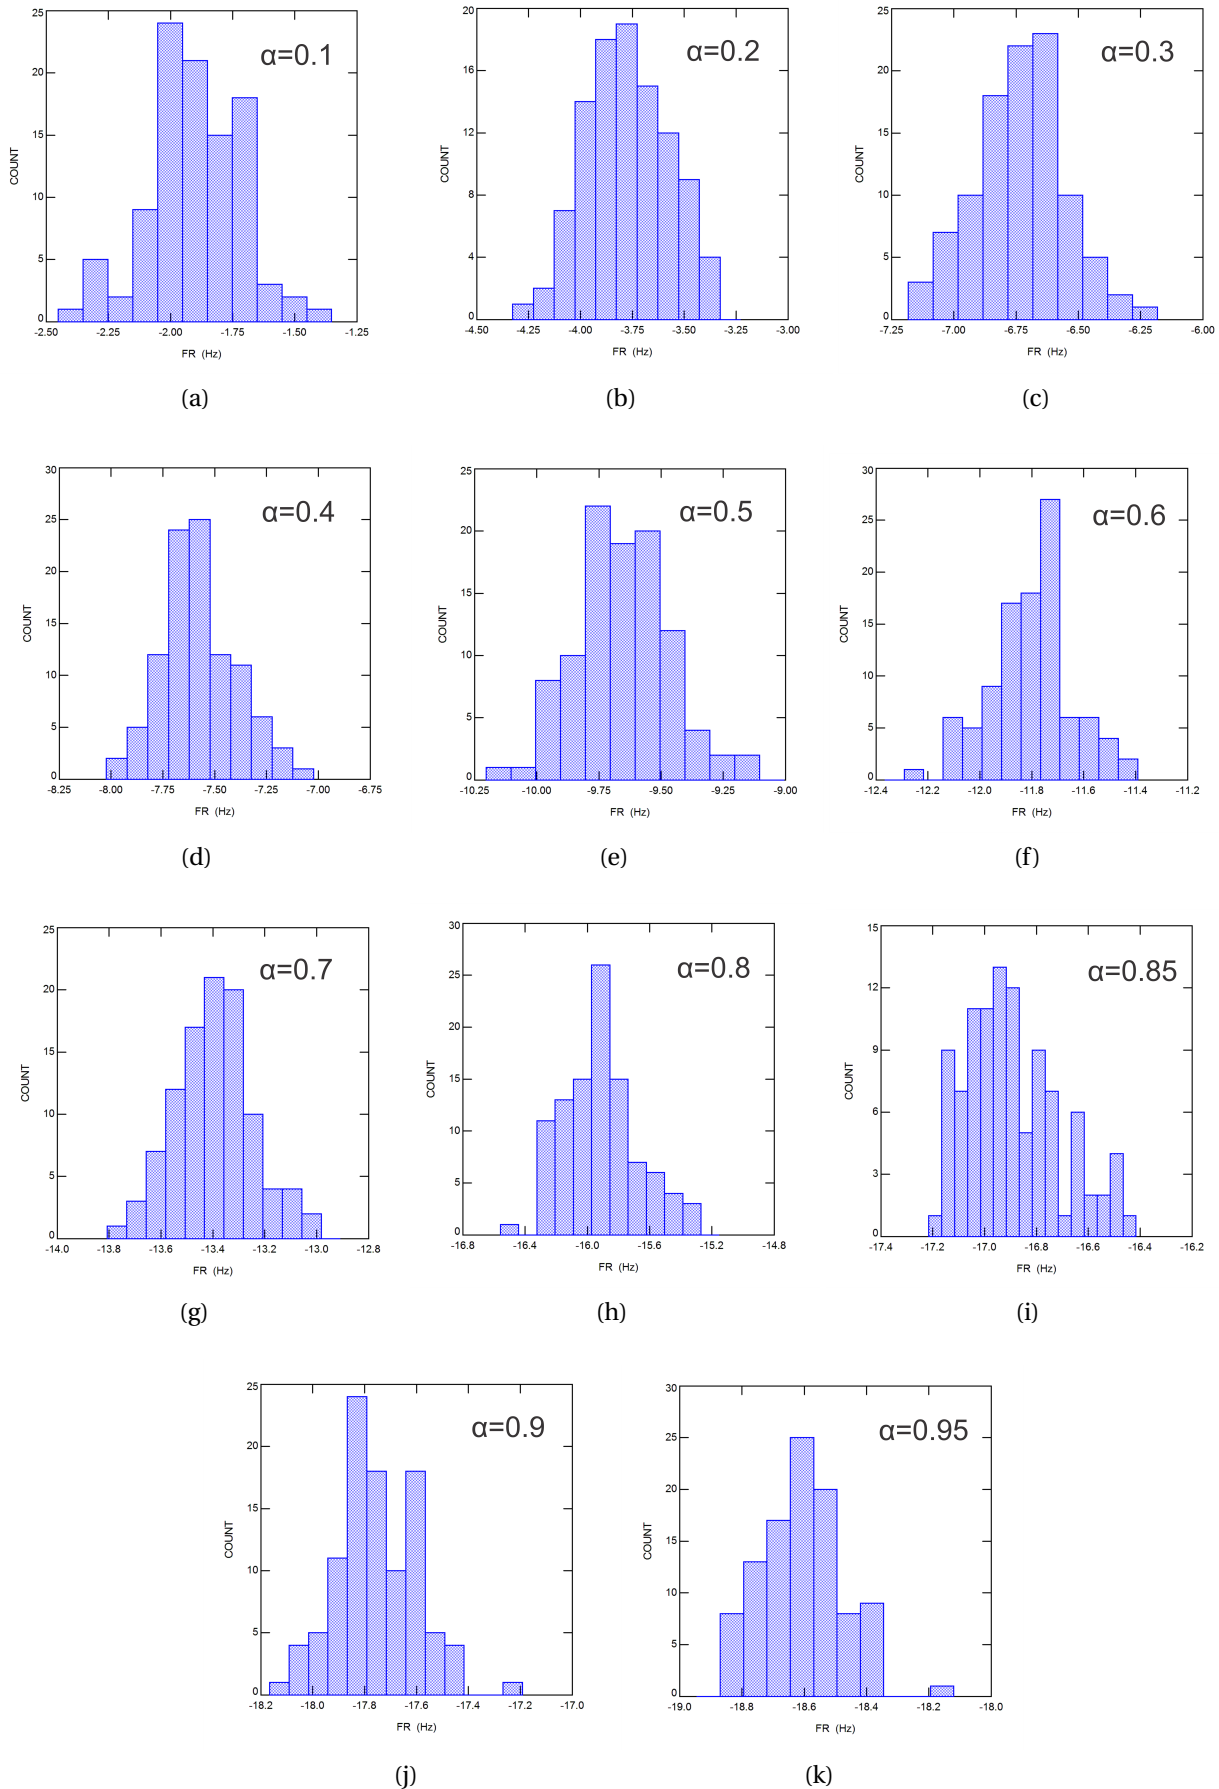 α=0.1
25
20
15
10
5
0
COUNT
-2.50 -2.25 -2.00 -1.75 -1.50 -1.25
FR (Hz)
(a)
α=0.2
20
16
12
8
4
0
COUNT
-4.50 -4.25 -4.00 -3.75 -3.50 -3.25 -3.00
FR (Hz)
(b)
α=0.3
25
20
15
10
5
0
COUNT
-7.25 -7.00 -6.75 -6.50 -6.25 -6.00
FR (Hz)
(c)
α=0.4
30
25
20
15
10
5
0
COUNT
-8.25 -8.00 -7.75 -7.50 -7.25 -7.00 -6.75
FR (Hz)
(d)
α=0.5
25
20
15
10
5
0
COUNT
-10.25 -10.00 -9.75 -9.50 -9.25 -9.00
FR (Hz)
(e)
α=0.6
30
25
20
15
10
5
0
COUNT
-12.4 -12.2 -12.0 -11.8 -11.6 -11.4 -11.2
FR (Hz)
(f)
α=0.7
25
20
15
10
5
0
COUNT
-14.0 -13.8 -13.6 -13.4 -13.2 -13.0 -12.8
FR (Hz)
(g)
α=0.8
30
25
20
15
10
5
0
COUNT
-16.8 -16.4 -16.0 -15.6 -15.2 -14.8
FR (Hz)
(h)
α=0.85
15
12
9
6
3
0
COUNT
-17.4 -17.2 -17.0 -16.8 -16.6 -16.4 -16.2
FR (Hz)
(i)
α=0.9
25
20
15
10
5
0
COUNT
-18.2 -18.0 -17.8 -17.6 -17.4 -17.2 -17.0
FR (Hz)
(j)
α=0.95
30
25
20
15
10
5
0
COUNT
-19.0 -18.8 -18.6 -18.4 -18.2 -18.0
FR (Hz)
(k)